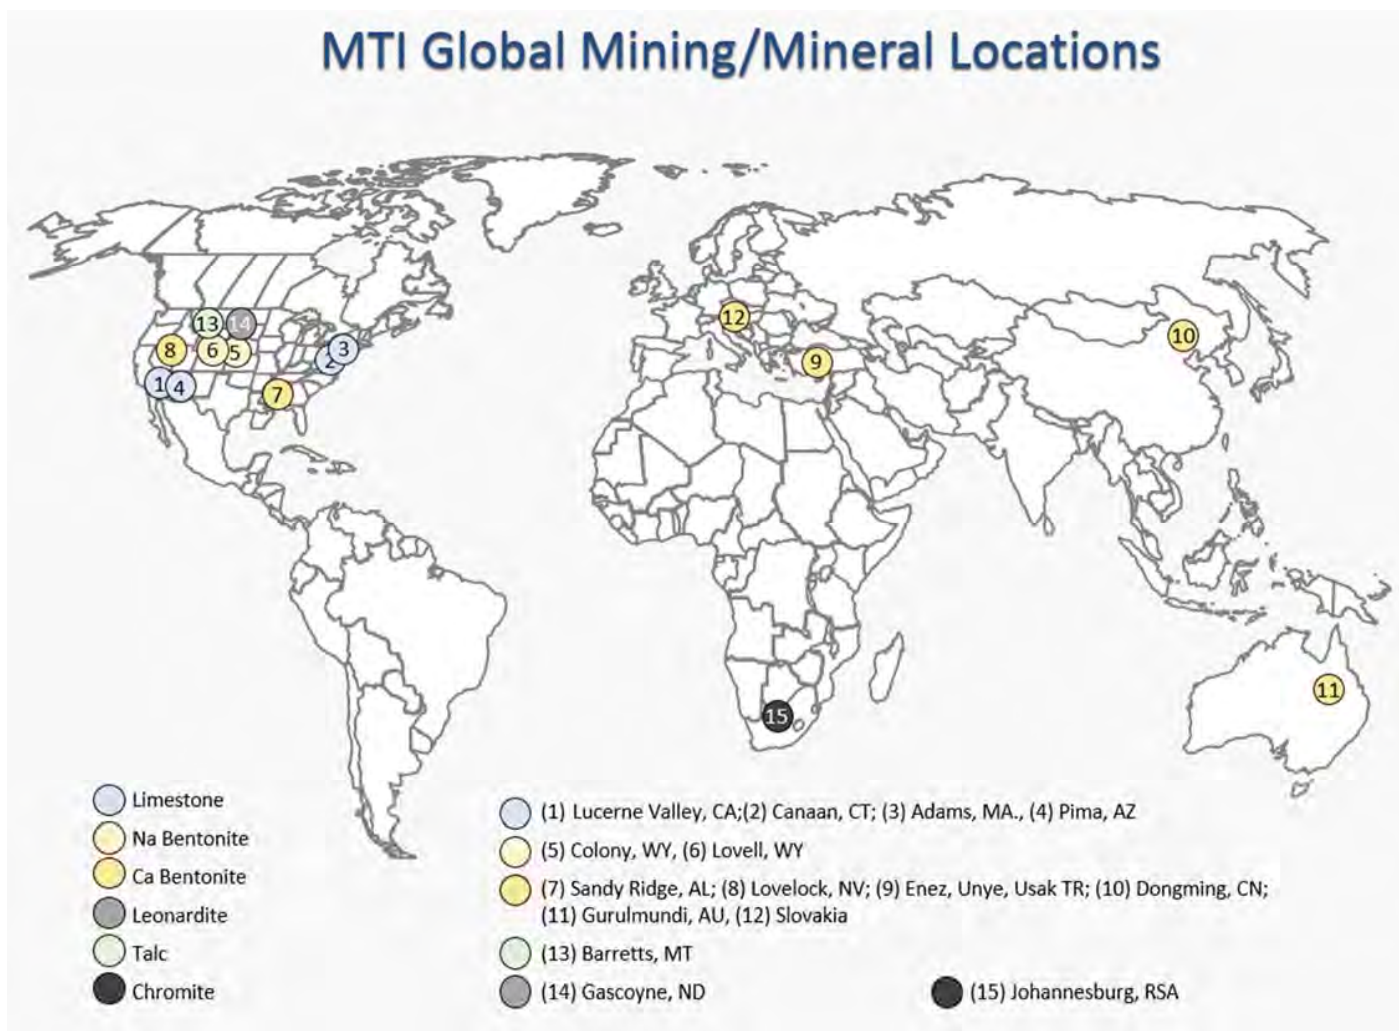 MTI Global Mining/Mineral Locations
13
14
8
6
5
3
2
1
4
7
12
9
10
11
15
Limestone
Na Bentonite
Ca Bentonite
Leonardite
Talc
Chromite
(1) Lucerne Valley, CA;(2) Canaan, CT; (3) Adams, MA., (4) Pima, AZ
(5) Colony, WY, (6) Lovell, WY
(7) Sandy Ridge, AL; (8) Lovelock, NV; (9) Enez, Unye, Usak TR; (10) Dongming, CN;
(11) Gurulmundi, AU, (12) Slovakia
(13) Barretts, MT
(14) Gascoyne, ND
(15) Johannesburg, RSA